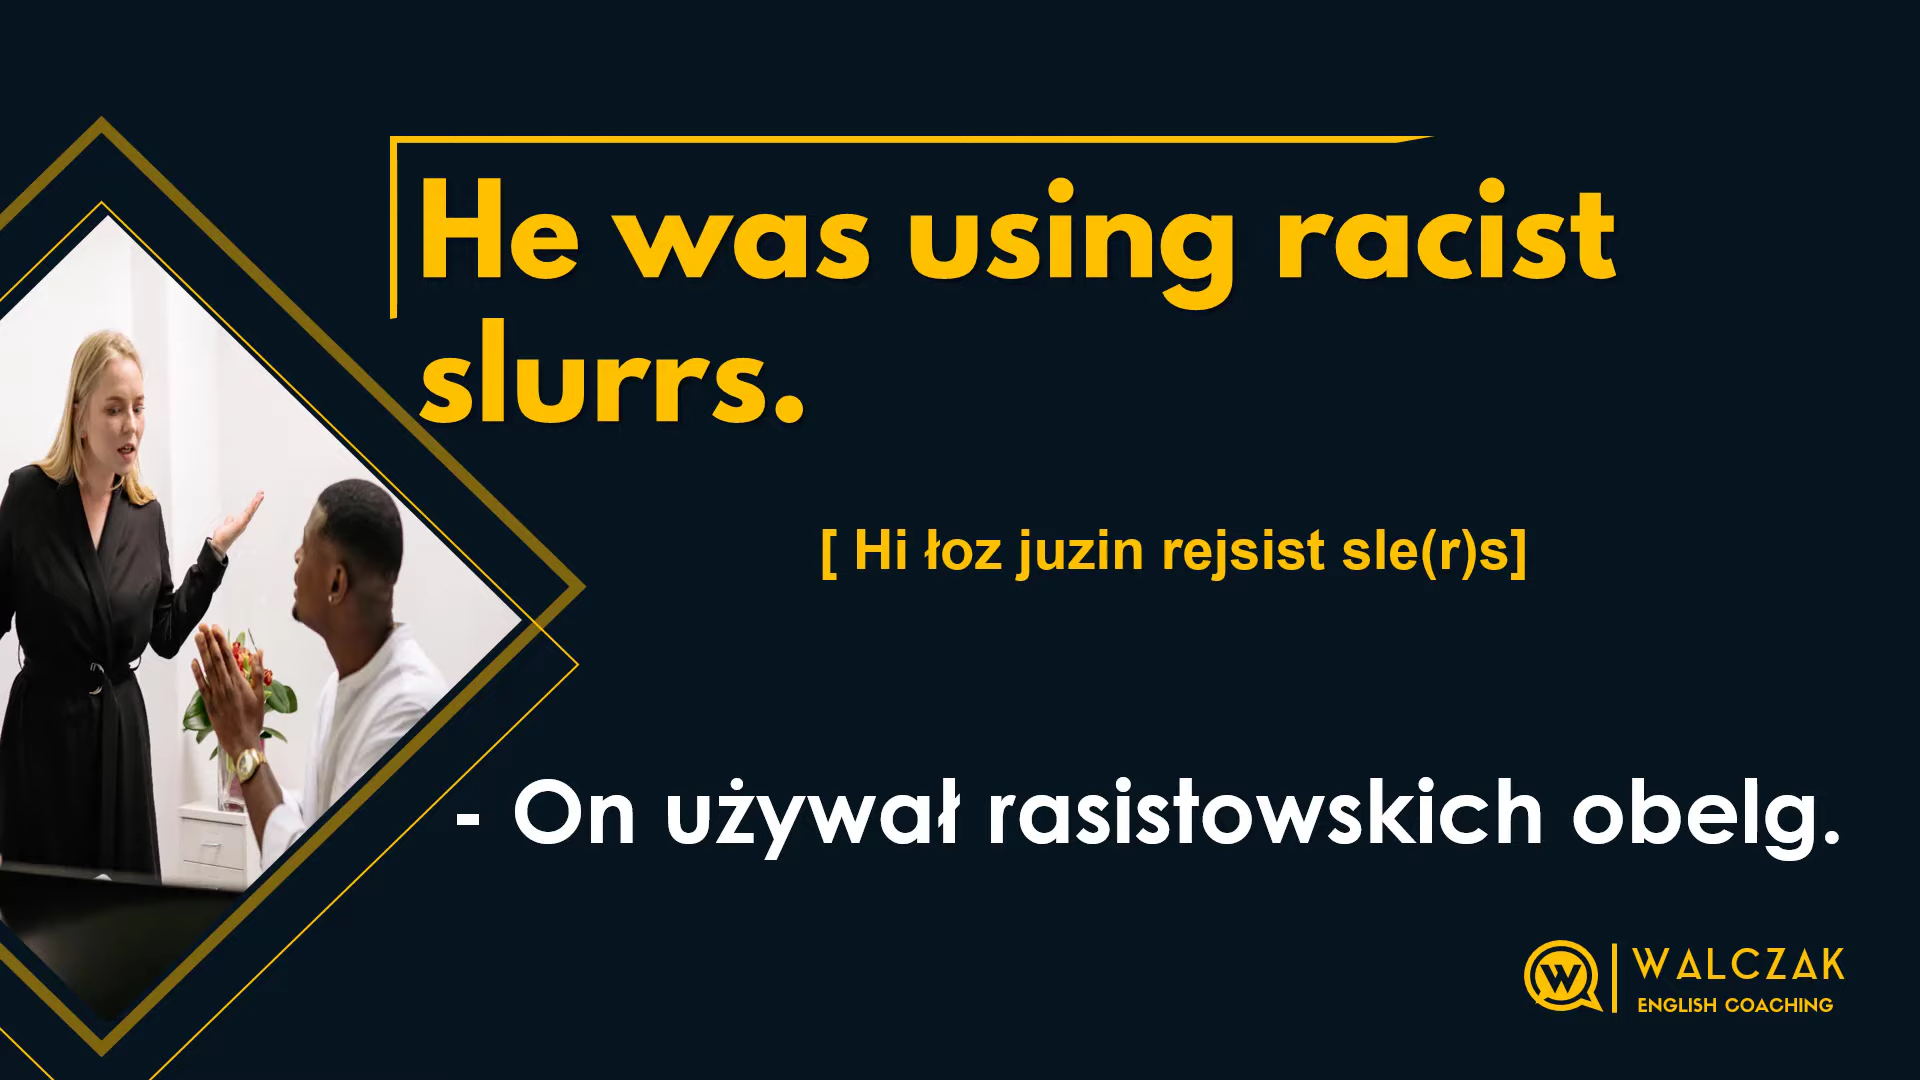 He was using racist
slurrs.
[ Hi łoz juzin rejsist sle(r)s]
- On używał rasistowskich obelg.
W
WALCZAK
ENGLISH COACHING